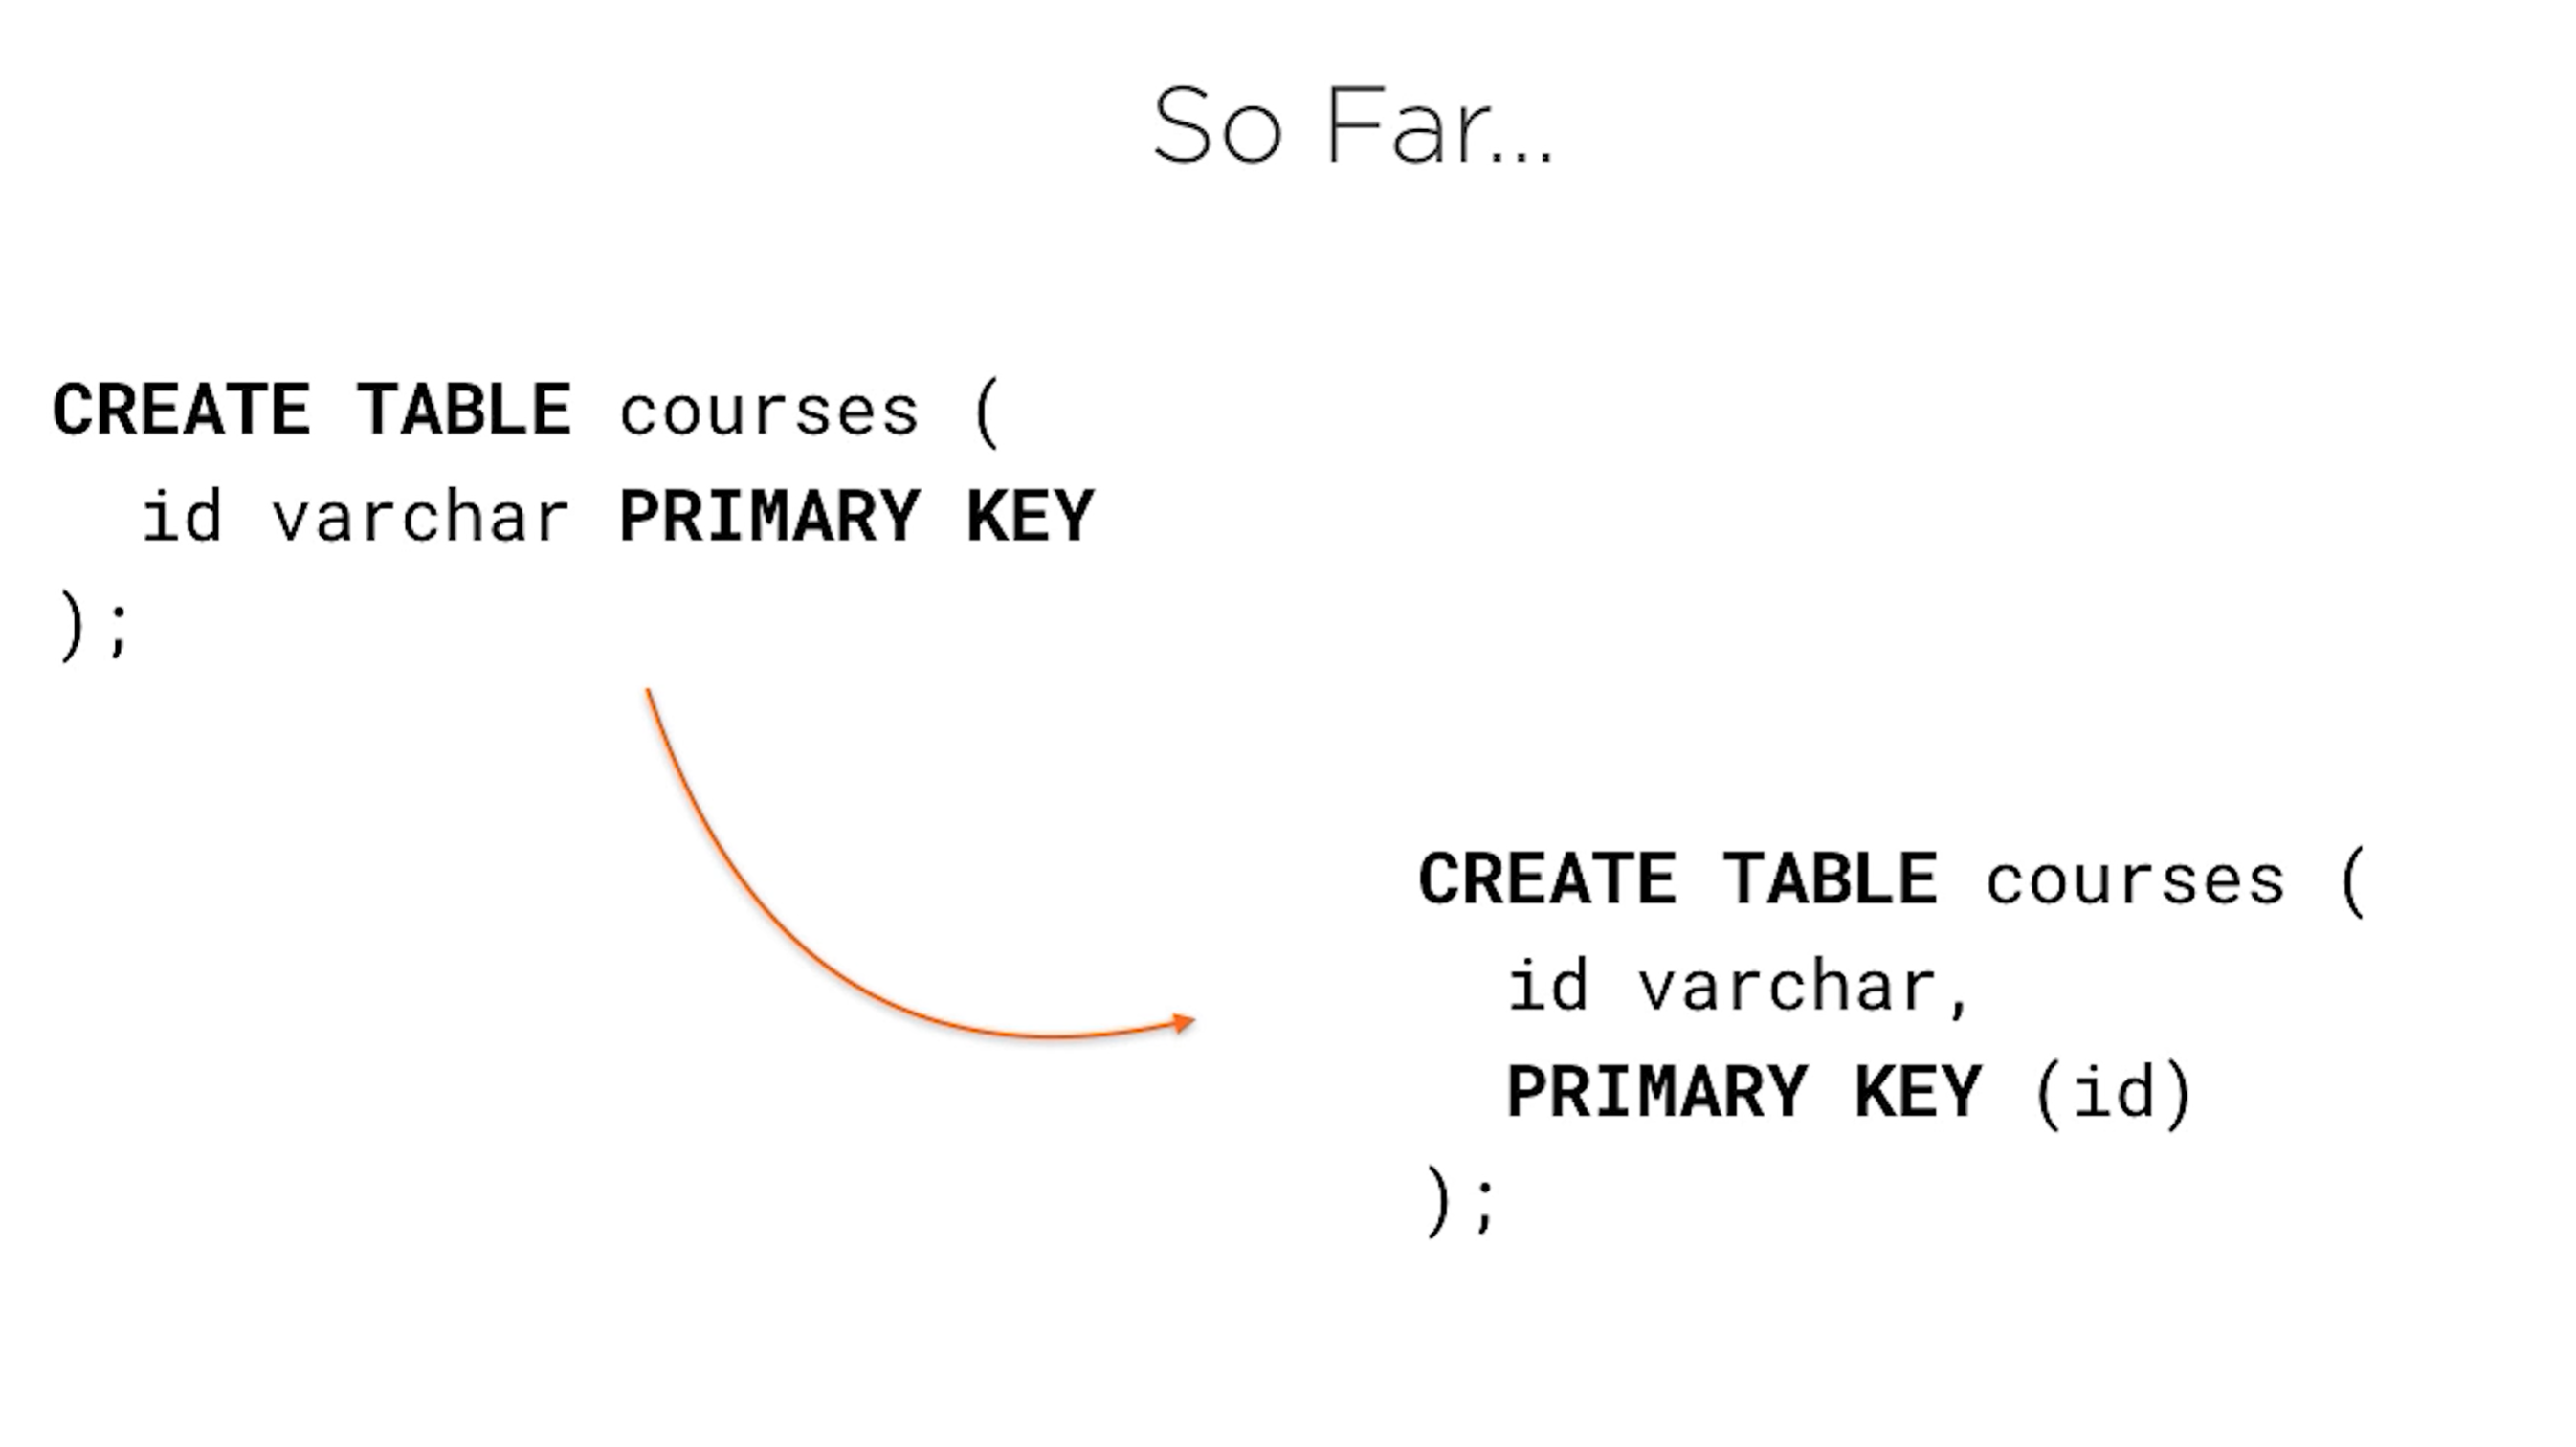 So Far...
CREATE TABLE courses (
  id varchar PRIMARY KEY
);
CREATE TABLE courses (
  id varchar,
  PRIMARY KEY (id)
);